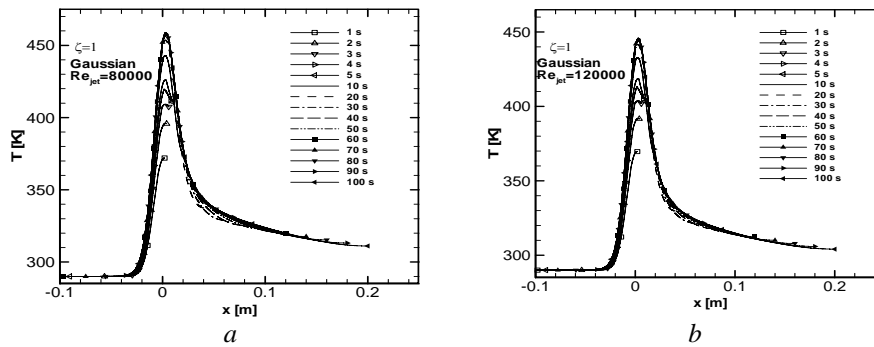 ζ=1
Gaussian
Re_jet=80000
1 s
2 s
3 s
4 s
5 s
10 s
20 s
30 s
40 s
50 s
60 s
70 s
80 s
90 s
100 s
T [K]
450
400
350
300
-0.1
0
0.1
0.2
x [m]
a
ζ=1
Gaussian
Re_jet=120000
1 s
2 s
3 s
4 s
5 s
10 s
20 s
30 s
40 s
50 s
60 s
70 s
80 s
90 s
100 s
T [K]
450
400
350
300
-0.1
0
0.1
0.2
x [m]
b